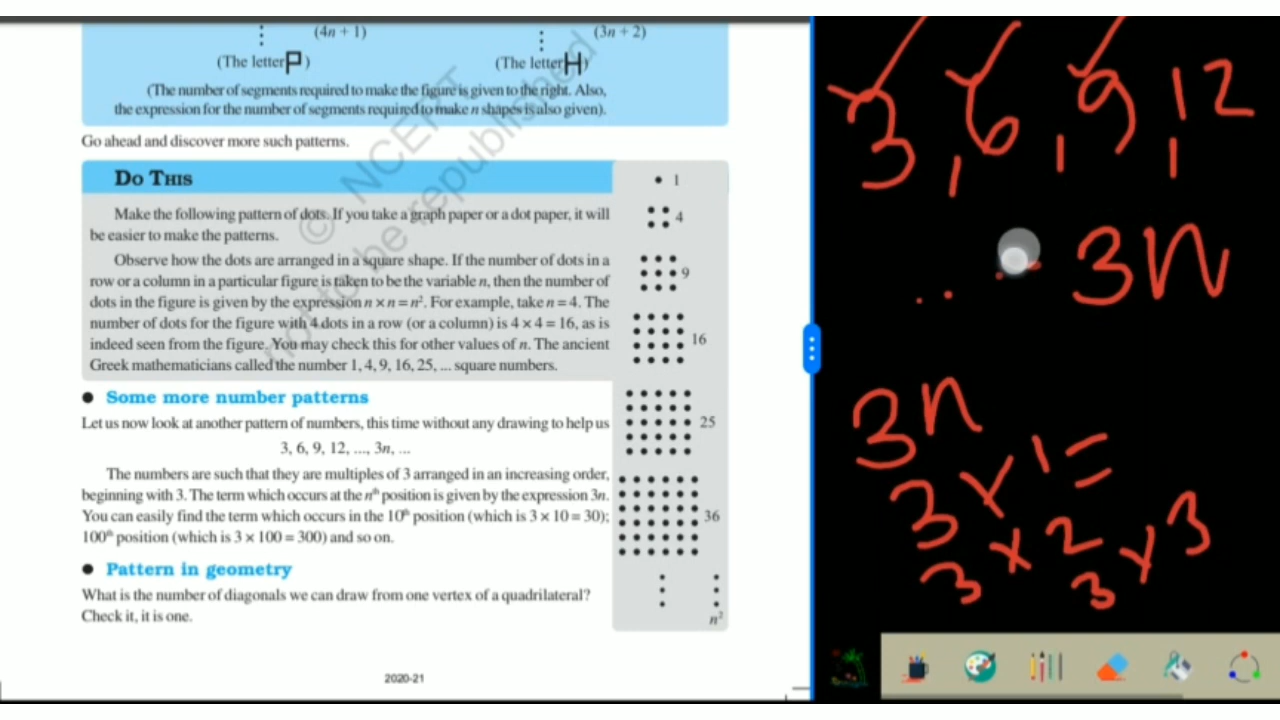 (4n + 1)
(3n + 2)
(The letter P)
(The letter H)
(The number of segments required to make the figure is given to the right. Also,
the expression for the number of segments required to make n shapes is also given).
Go ahead and discover more such patterns.
DO THIS
Make the following pattern of dots. If you take a graph paper or a dot paper, it will
be easier to make the patterns.
Observe how the dots are arranged in a square shape. If the number of dots in a
row or a column in a particular figure is taken to be the variable n, then the number of
dots in the figure is given by the expression n × n = n². For example, take n = 4. The
number of dots for the figure with 4 dots in a row (or a column) is 4 × 4 = 16, as is
indeed seen from the figure. You may check this for other values of n. The ancient
Greek mathematicians called the number 1, 4, 9, 16, 25, ... square numbers.
1
4
9
16
25
36
n²
● Some more number patterns
Let us now look at another pattern of numbers, this time without any drawing to help us
3, 6, 9, 12, ..., 3n, ...
The numbers are such that they are multiples of 3 arranged in an increasing order,
beginning with 3. The term which occurs at the nᵗʰ position is given by the expression 3n.
You can easily find the term which occurs in the 10ᵗʰ position (which is 3 × 10 = 30);
100ᵗʰ position (which is 3 × 100 = 300) and so on.
● Pattern in geometry
What is the number of diagonals we can draw from one vertex of a quadrilateral?
Check it, it is one.
2020-21
© NCERT
not to be republished
3, 6, 9, 12
... 3n
3n
3 × 1 =
3 × 2
3 × 3